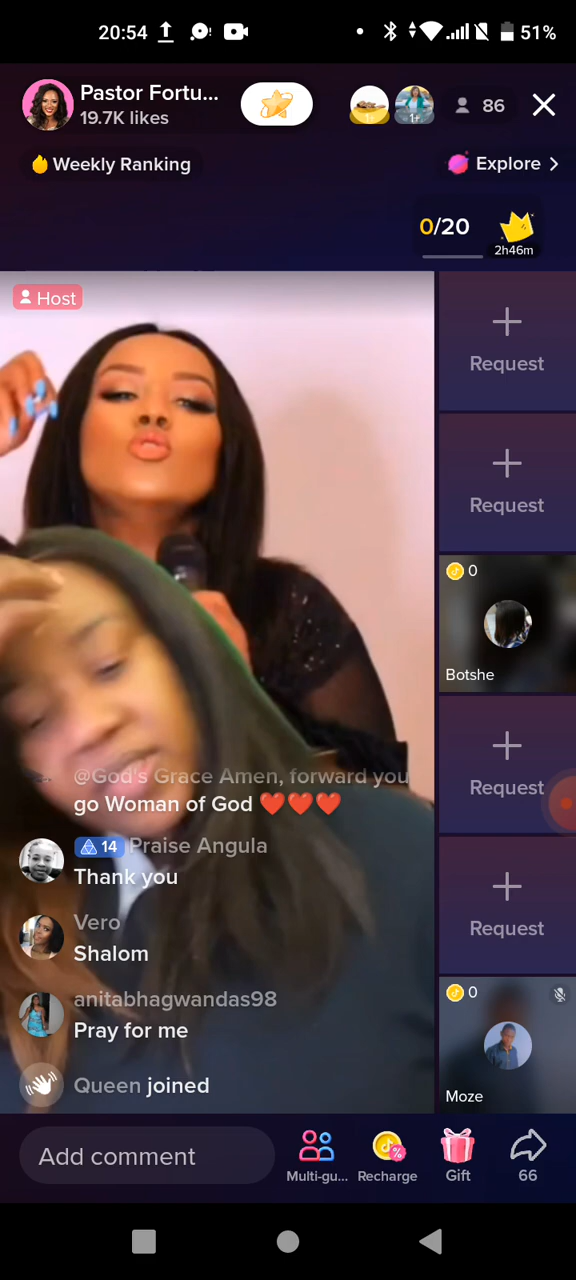 20:54
51%
Pastor Fortu...
19.7K likes
1+
1+
86
Weekly Ranking
Explore >
0/20
2h46m
Host
Request
Request
0
Botshe
Request
Request
0
Moze
@God's Grace Amen, forward you
go Woman of God ❤️❤️❤️
14 Praise Angula
Thank you
Vero
Shalom
anitabhagwandas98
Pray for me
Queen joined
Add comment
Multi-gu...
Recharge
Gift
66